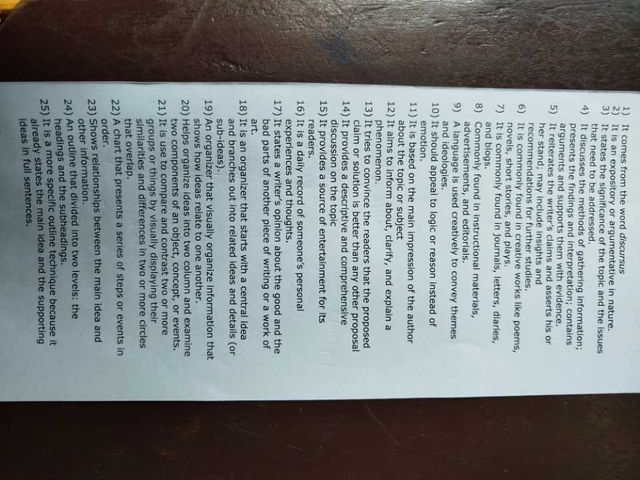 1) It comes from the word discursus
2) It is an expository or argumentative in nature.
3) It states the significance of the topic and the issues
that need to be addressed.
4) It discusses the methods of gathering information;
presents the findings and interpretation; contains
arguments and supports them with evidence.
5) It reiterates the writer's claim and asserts his or
her stand; may include insights and
recommendations for further studies.
6) It is commonly found in creative works like poems,
novels, short stories, and plays.
7) It is commonly found in journals, letters, diaries,
and blogs.
8) Commonly found in instructional materials,
advertisements, and editorials.
9) A language is used creatively to convey themes
and ideologies.
10) It should appeal to logic or reason instead of
emotion.
11) It is based on the main impression of the author
about the topic or subject
12) It aims to inform about, clarify, and explain a
phenomenon.
13) It tries to convince the readers that the proposed
claim or solution is better than any other proposal
14) It provides a descriptive and comprehensive
discussion on the topic
15) It provides a source of entertainment for its
readers.
16) It is a daily record of someone's personal
experiences and thoughts.
17) It states a writer's opinion about the good and the
bad parts of another piece of writing or a work of
art.
18) It is an organizer that starts with a central idea
and branches out into related ideas and details (or
sub-ideas).
19) An organizer that visually organize information that
shows how ideas relate to one another.
20) Helps organize ideas into two column and examine
two components of an object, concept, or events.
21) It is use to compare and contrast two or more
groups of things by visually displaying their
similarities and differences in two or more circles
that overlap.
22) A chart that presents a series of steps or events in
order.
23) Shows relationships between the main idea and
other information.
24) An outline that divided into two levels: the
headings and the subheadings.
25) It is a more specific outline technique because it
already states the main idea and the supporting
ideas in full sentences.